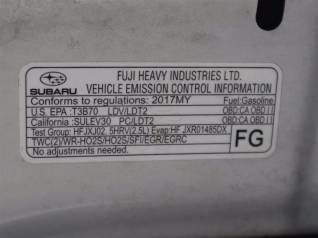 FUJI HEAVY INDUSTRIES LTD.
SUBARU VEHICLE EMISSION CONTROL INFORMATION
Conforms to regulations: 2017MY Fuel:Gasoline
U.S. EPA :T3B70 LDV/LDT2 OBD:CA OBD II
California :SULEV30 PC/LDT2 OBD:CA OBD II
Test Group: HFJXJ02.5HRV(2.5L) Evap:HFJXR01485DX
TWC(2)/WR-HO2S/HO2S/SFI/EGR/EGRC
No adjustments needed.
FG